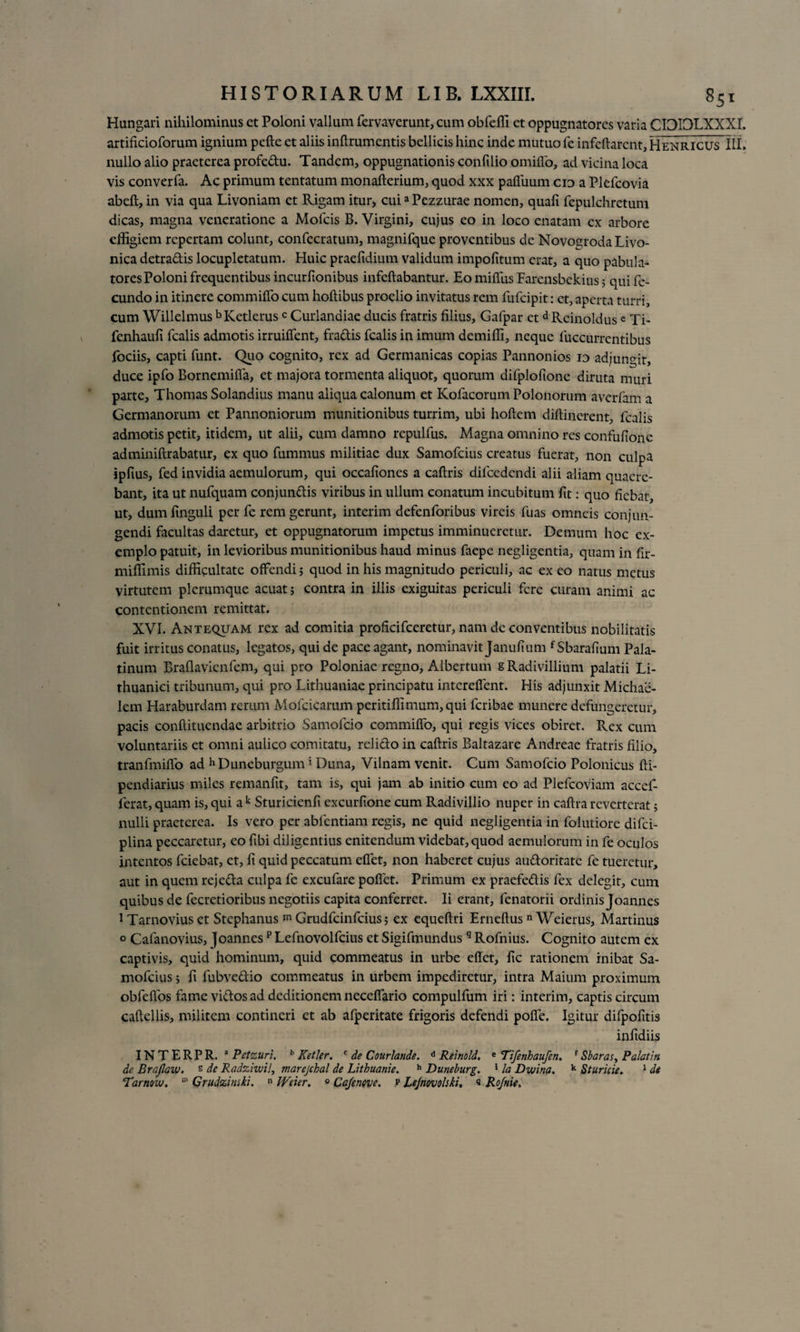 HISTORIARUM LIB. LXXIII. 851
Hungari nihilominus et Poloni vallum ſervaverunt, cum obſeſſi et oppugnatores varia CIƆIƆLXXXI.
artificioſorum ignium peſte et aliis inſtrumentis bellicis hinc inde mutuo ſe infeſtarent, HENRICUS III.
nullo alio praeterea profectu. Tandem, oppugnationis conſilio omiſſo, ad vicina loca
vis converſa. Ac primum tentatum monaſterium, quod xxx paſſuum cıɔ a Pleſcovia
abeſt, in via qua Livoniam et Rigam itur, cui ª Pezzurae nomen, quaſi ſepulchretum
dicas, magna veneratione a Moſcis B. Virgini, cujus eo in loco enatam ex arbore
effigiem repertam colunt, conſecratum, magniſque proventibus de Novogroda Livo-
nica detractis locupletatum. Huic praeſidium validum impoſitum erat, a quo pabula-
tores Poloni frequentibus incurſionibus infeſtabantur. Eo miſſus Farensbekius; qui ſe-
cundo in itinere commiſſo cum hoſtibus proelio invitatus rem ſuſcipit: et, aperta turri,
cum Willelmus ᵇ Ketlerus ᶜ Curlandiae ducis fratris filius, Gaſpar et ᵈ Reinoldus ᵉ Ti-
ſenhauſi ſcalis admotis irruiſſent, fractis ſcalis in imum demiſſi, neque ſuccurrentibus
ſociis, capti ſunt. Quo cognito, rex ad Germanicas copias Pannonios ıɔ adjungit,
duce ipſo Bornemiſſa, et majora tormenta aliquot, quorum diſploſione diruta muri
parte, Thomas Solandius manu aliqua calonum et Koſacorum Polonorum averſam a
Germanorum et Pannoniorum munitionibus turrim, ubi hoſtem diſtinerent, ſcalis
admotis petit, itidem, ut alii, cum damno repulſus. Magna omnino res confuſione
adminiſtrabatur, ex quo ſummus militiae dux Samoſcius creatus fuerat, non culpa
ipſius, ſed invidia aemulorum, qui occaſiones a caſtris diſcedendi alii aliam quaere-
bant, ita ut nuſquam conjunctis viribus in ullum conatum incubitum ſit: quo fiebat,
ut, dum ſinguli per ſe rem gerunt, interim defenſoribus vireis ſuas omneis conjun-
gendi facultas daretur, et oppugnatorum impetus imminueretur. Demum hoc ex-
emplo patuit, in levioribus munitionibus haud minus ſaepe negligentia, quam in fir-
miſſimis difficultate offendi; quod in his magnitudo periculi, ac ex eo natus metus
virtutem plerumque acuat; contra in illis exiguitas periculi fere curam animi ac
contentionem remittat.
XVI. ANTEQUAM rex ad comitia proficiſceretur, nam de conventibus nobilitatis
fuit irritus conatus, legatos, qui de pace agant, nominavit Januſium ᶠ Sbaraſium Pala-
tinum Braſlavienſem, qui pro Poloniae regno, Albertum ᵍ Radivillium palatii Li-
thuanici tribunum, qui pro Lithuaniae principatu intereſſent. His adjunxit Michaë-
lem Haraburdam rerum Moſcicarum peritiſſimum, qui ſcribae munere defungeretur,
pacis conſtituendae arbitrio Samoſcio commiſſo, qui regis vices obiret. Rex cum
voluntariis et omni aulico comitatu, relicto in caſtris Baltazare Andreae fratris filio,
tranſmiſſo ad ʰ Duneburgum ⁱ Duna, Vilnam venit. Cum Samoſcio Polonicus ſti-
pendiarius miles remanſit, tam is, qui jam ab initio cum eo ad Pleſcoviam acceſ-
ſerat, quam is, qui a ᵏ Sturicienſi excurſione cum Radivillio nuper in caſtra reverterat;
nulli praeterea. Is vero per abſentiam regis, ne quid negligentia in ſolutiore diſci-
plina peccaretur, eo ſibi diligentius enitendum videbat, quod aemulorum in ſe oculos
intentos ſciebat, et, ſi quid peccatum eſſet, non haberet cujus auctoritate ſe tueretur,
aut in quem rejecta culpa ſe excuſare poſſet. Primum ex praefectis ſex delegit, cum
quibus de ſecretioribus negotiis capita conferret. Ii erant, ſenatorii ordinis Joannes
ˡ Tarnovius et Stephanus ᵐ Grudſcinſcius; ex equeſtri Erneſtus ⁿ Weierus, Martinus
ᵒ Caſanovius, Joannes ᵖ Leſnovolſcius et Sigiſmundus ᑫ Roſnius. Cognito autem ex
captivis, quid hominum, quid commeatus in urbe eſſet, ſic rationem inibat Sa-
moſcius; ſi ſubvectio commeatus in urbem impediretur, intra Maium proximum
obſeſſos fame victos ad deditionem neceſſario compulſum iri: interim, captis circum
caſtellis, militem contineri et ab aſperitate frigoris defendi poſſe. Igitur diſpoſitis
inſidiis
INTERPR. ª Petzuri. ᵇ Ketler. ᶜ de Courlande. ᵈ Reinold. ᵉ Tiſenhauſen. ᶠ Sbaras, Palatin
de Braſlaw. ᵍ de Radziwil, mareſchal de Lithuanie. ʰ Duneburg. ⁱ la Dwina. ᵏ Sturicie. ˡ de
Tarnow. ᵐ Grudzinski. ⁿ Weier. ᵒ Caſenove. ᵖ Leſnovolski. ᑫ Roſnie.